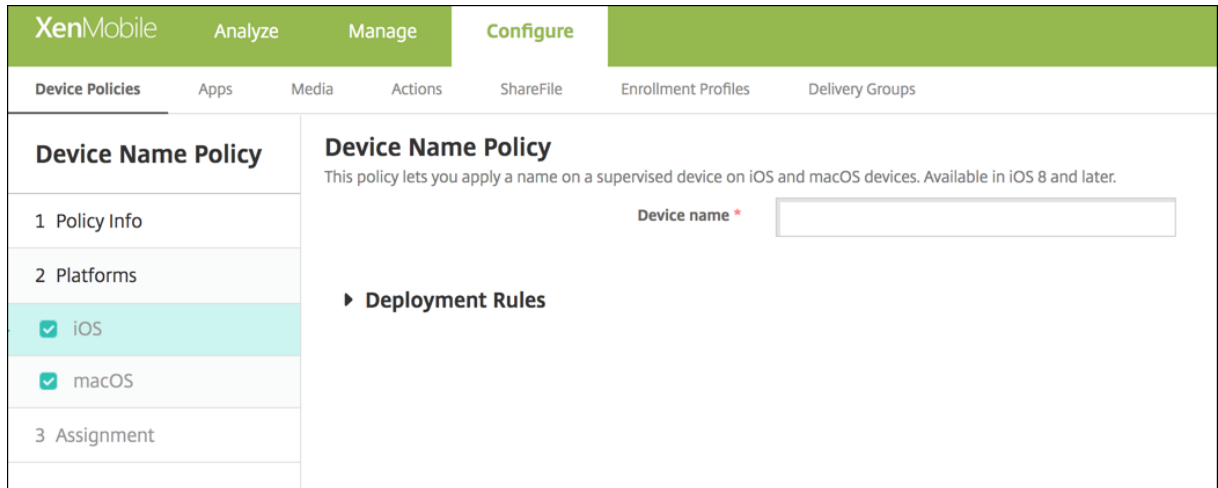 XenMobile Analyze Manage Configure
Device Policies Apps Media Actions ShareFile Enrollment Profiles Delivery Groups
Device Name Policy
1 Policy Info
2 Platforms
iOS
macOS
3 Assignment
Device Name Policy
This policy lets you apply a name on a supervised device on iOS and macOS devices. Available in iOS 8 and later.
Device name *
Deployment Rules